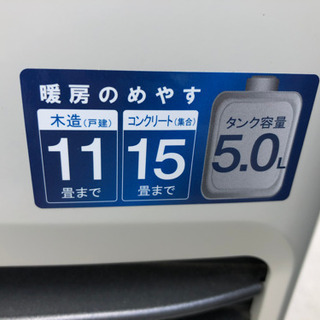 暖房のめやす
木造(戸建)
11
畳まで
コンクリート(集合)
15
畳まで
タンク容量
5.0L